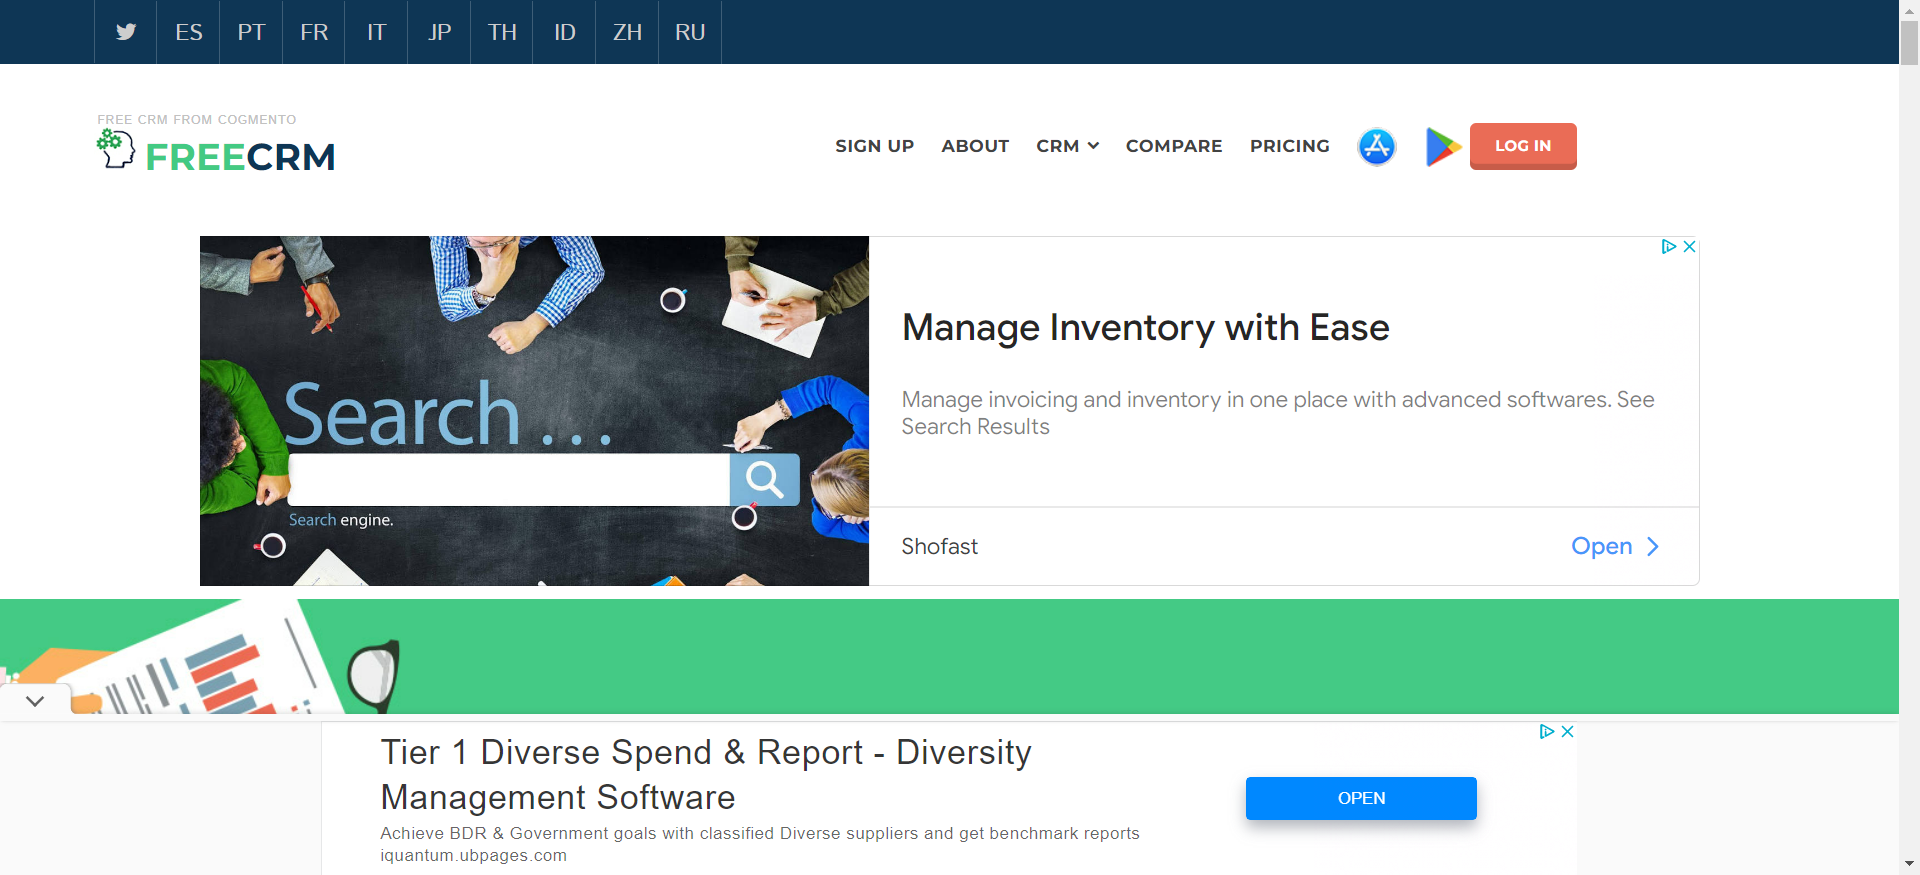 ES PT FR IT JP TH ID ZH RU
FREE CRM FROM COGMENTO
FREECRM
SIGN UP ABOUT CRM COMPARE PRICING LOG IN
Search ...
Search engine.
Manage Inventory with Ease
Manage invoicing and inventory in one place with advanced softwares. See
Search Results
Shofast Open
Tier 1 Diverse Spend & Report - Diversity
Management Software
Achieve BDR & Government goals with classified Diverse suppliers and get benchmark reports
iquantum.ubpages.com
OPEN